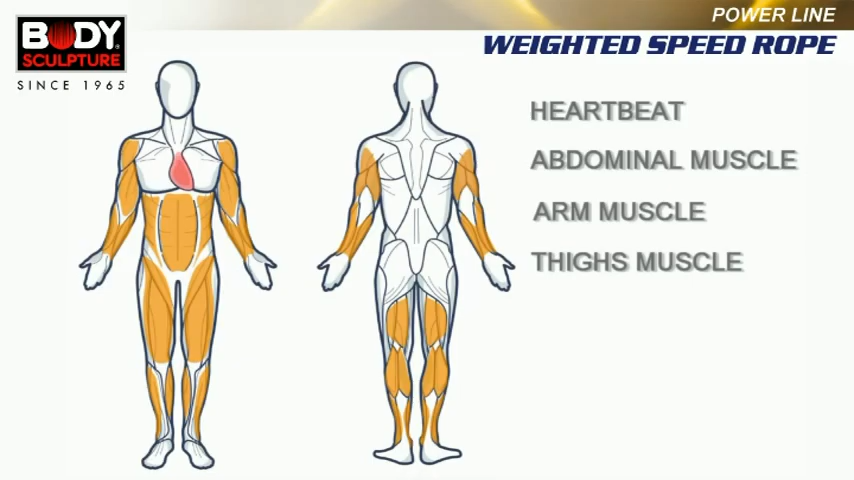 BODY
SCULPTURE®
SINCE 1965
POWER LINE
WEIGHTED SPEED ROPE
HEARTBEAT
ABDOMINAL MUSCLE
ARM MUSCLE
THIGHS MUSCLE